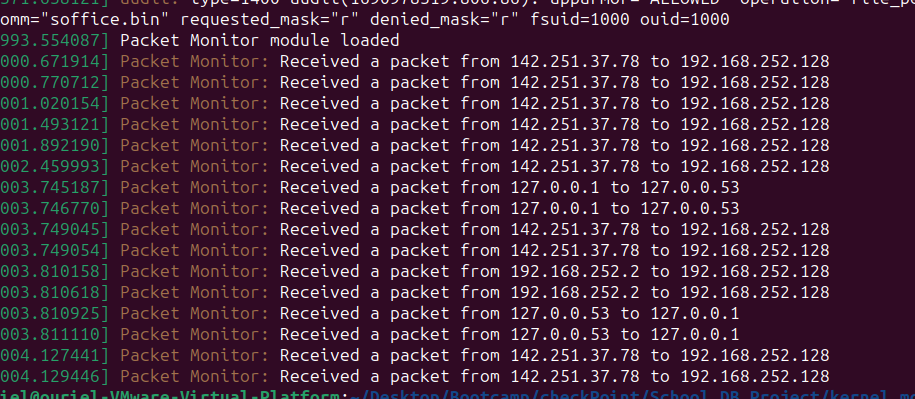 omm="soffice.bin" requested_mask="r" denied_mask="r" fsuid=1000 ouid=1000
993.554087] Packet Monitor module loaded
000.671914] Packet Monitor: Received a packet from 142.251.37.78 to 192.168.252.128
000.770712] Packet Monitor: Received a packet from 142.251.37.78 to 192.168.252.128
001.020154] Packet Monitor: Received a packet from 142.251.37.78 to 192.168.252.128
001.493121] Packet Monitor: Received a packet from 142.251.37.78 to 192.168.252.128
001.892190] Packet Monitor: Received a packet from 142.251.37.78 to 192.168.252.128
002.459993] Packet Monitor: Received a packet from 142.251.37.78 to 192.168.252.128
003.745187] Packet Monitor: Received a packet from 127.0.0.1 to 127.0.0.53
003.746770] Packet Monitor: Received a packet from 127.0.0.1 to 127.0.0.53
003.749045] Packet Monitor: Received a packet from 142.251.37.78 to 192.168.252.128
003.749054] Packet Monitor: Received a packet from 142.251.37.78 to 192.168.252.128
003.810158] Packet Monitor: Received a packet from 192.168.252.2 to 192.168.252.128
003.810618] Packet Monitor: Received a packet from 192.168.252.2 to 192.168.252.128
003.810925] Packet Monitor: Received a packet from 127.0.0.53 to 127.0.0.1
003.811110] Packet Monitor: Received a packet from 127.0.0.53 to 127.0.0.1
004.127441] Packet Monitor: Received a packet from 142.251.37.78 to 192.168.252.128
004.129446] Packet Monitor: Received a packet from 142.251.37.78 to 192.168.252.128
iel@ouriel-VMware-Virtual-Platform:~/Desktop/Bootcamp/checkPoint/School_DB_Project/kernel_mo